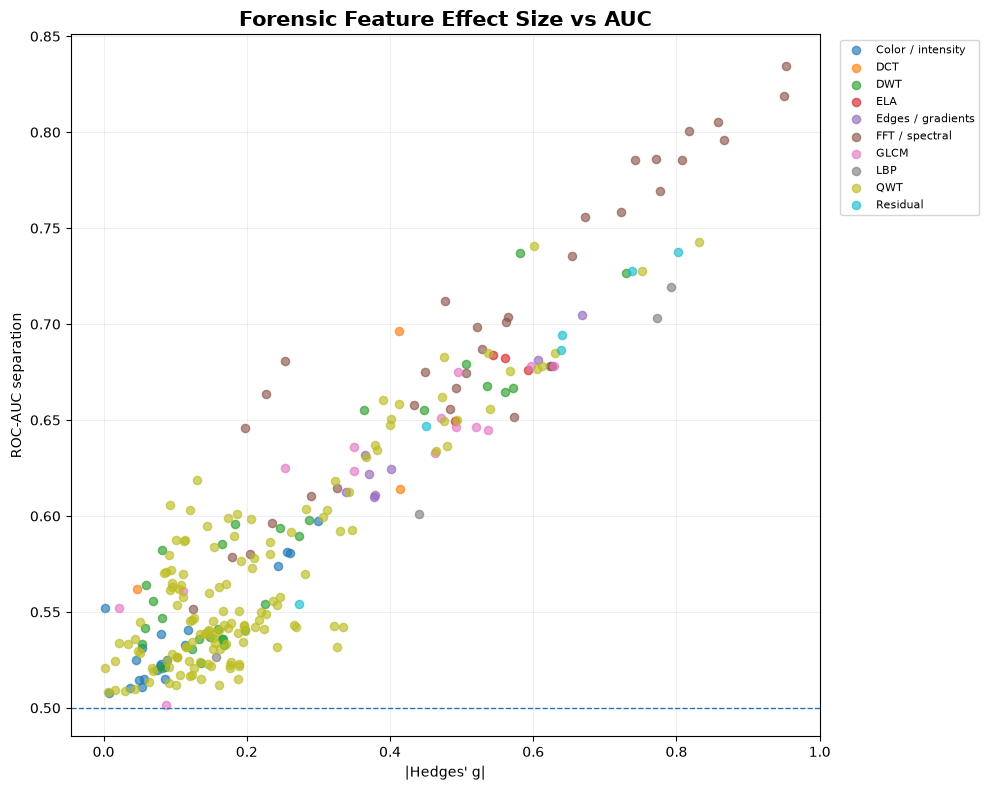 Forensic Feature Effect Size vs AUC
0.85
0.80
0.75
0.70
0.65
0.60
0.55
0.50
ROC-AUC separation
0.0 0.2 0.4 0.6 0.8 1.0
|Hedges' g|
Color / intensity
DCT
DWT
ELA
Edges / gradients
FFT / spectral
GLCM
LBP
QWT
Residual